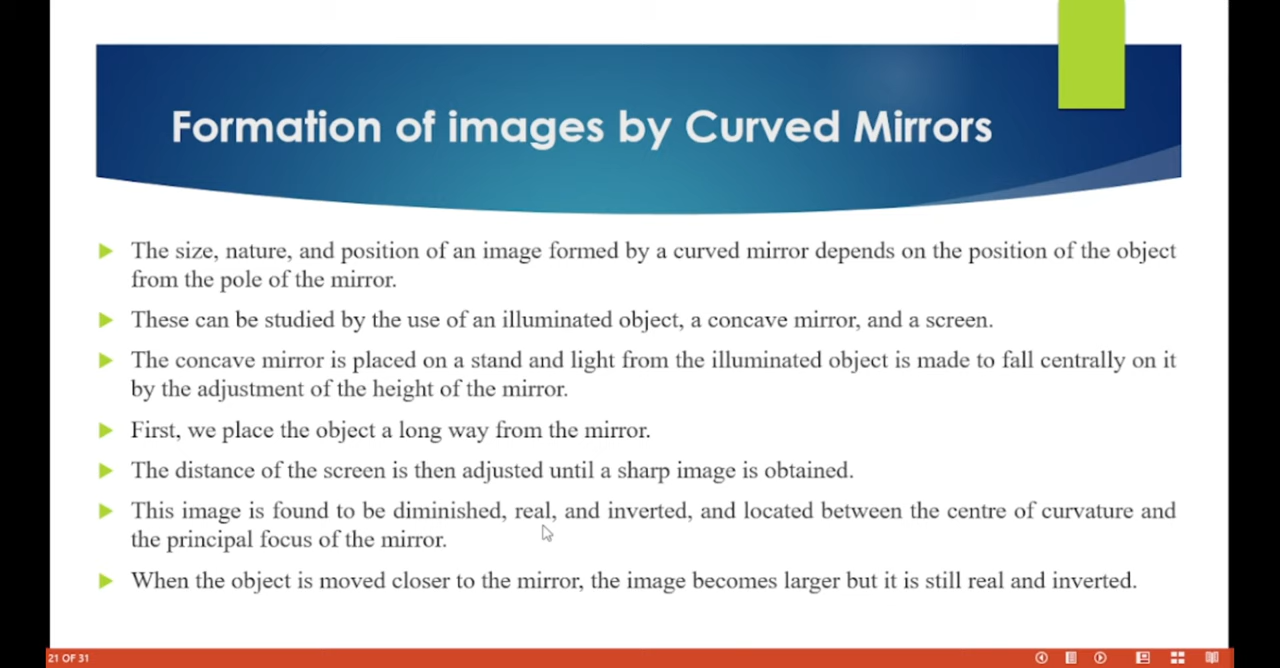 Formation of images by Curved Mirrors
The size, nature, and position of an image formed by a curved mirror depends on the position of the object
from the pole of the mirror.
These can be studied by the use of an illuminated object, a concave mirror, and a screen.
The concave mirror is placed on a stand and light from the illuminated object is made to fall centrally on it
by the adjustment of the height of the mirror.
First, we place the object a long way from the mirror.
The distance of the screen is then adjusted until a sharp image is obtained.
This image is found to be diminished, real, and inverted, and located between the centre of curvature and
the principal focus of the mirror.
When the object is moved closer to the mirror, the image becomes larger but it is still real and inverted.
21 OF 31